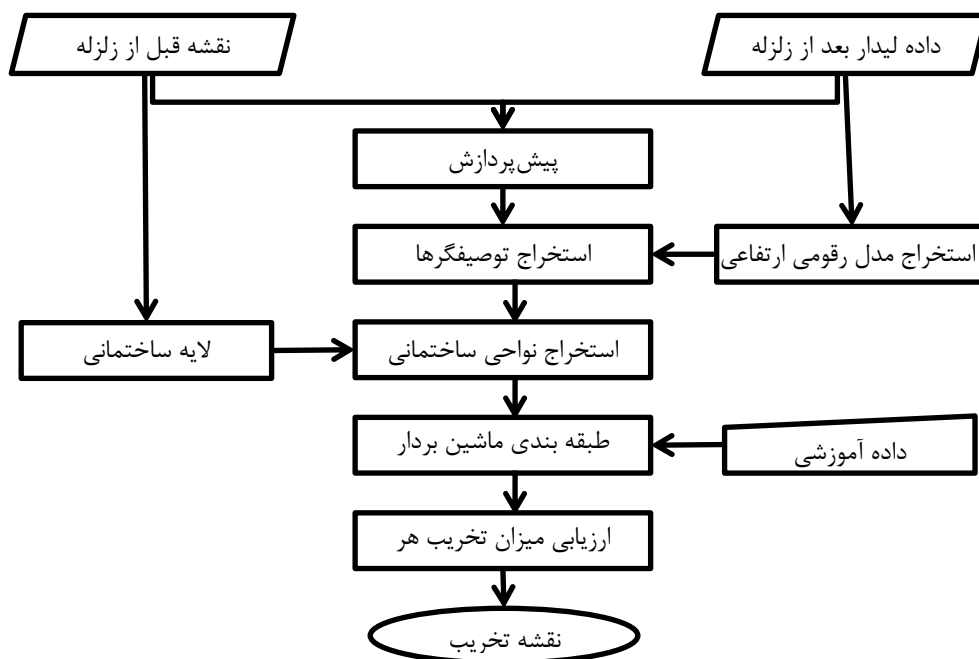 نقشه قبل از زلزله
داده لیدار بعد از زلزله
پیش‌پردازش
استخراج توصیفگرها
استخراج مدل رقومی ارتفاعی
لایه ساختمانی
استخراج نواحی ساختمانی
طبقه بندی ماشین بردار
داده آموزشی
ارزیابی میزان تخریب هر
نقشه تخریب